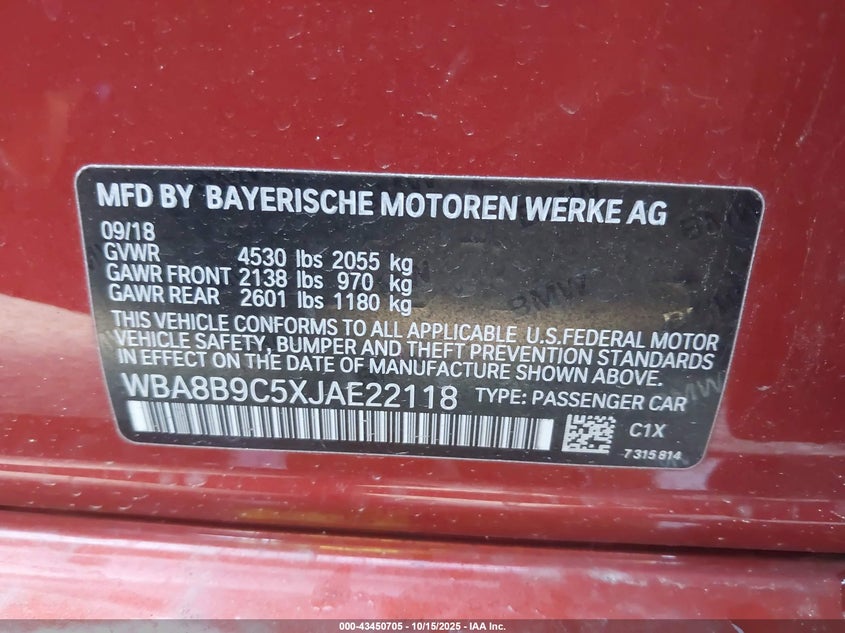 MFD BY BAYERISCHE MOTOREN WERKE AG
09/18
GVWR 4530 lbs 2055 kg
GAWR FRONT 2138 lbs 970 kg
GAWR REAR 2601 lbs 1180 kg
THIS VEHICLE CONFORMS TO ALL APPLICABLE U.S.FEDERAL MOTOR
VEHICLE SAFETY, BUMPER AND THEFT PREVENTION STANDARDS
IN EFFECT ON THE DATE OF MANUFACTURE SHOWN ABOVE.
WBA8B9C5XJAE22118 TYPE: PASSENGER CAR
C1X
7315814
BMW
000-43450705 - 10/15/2025 - IAA Inc.